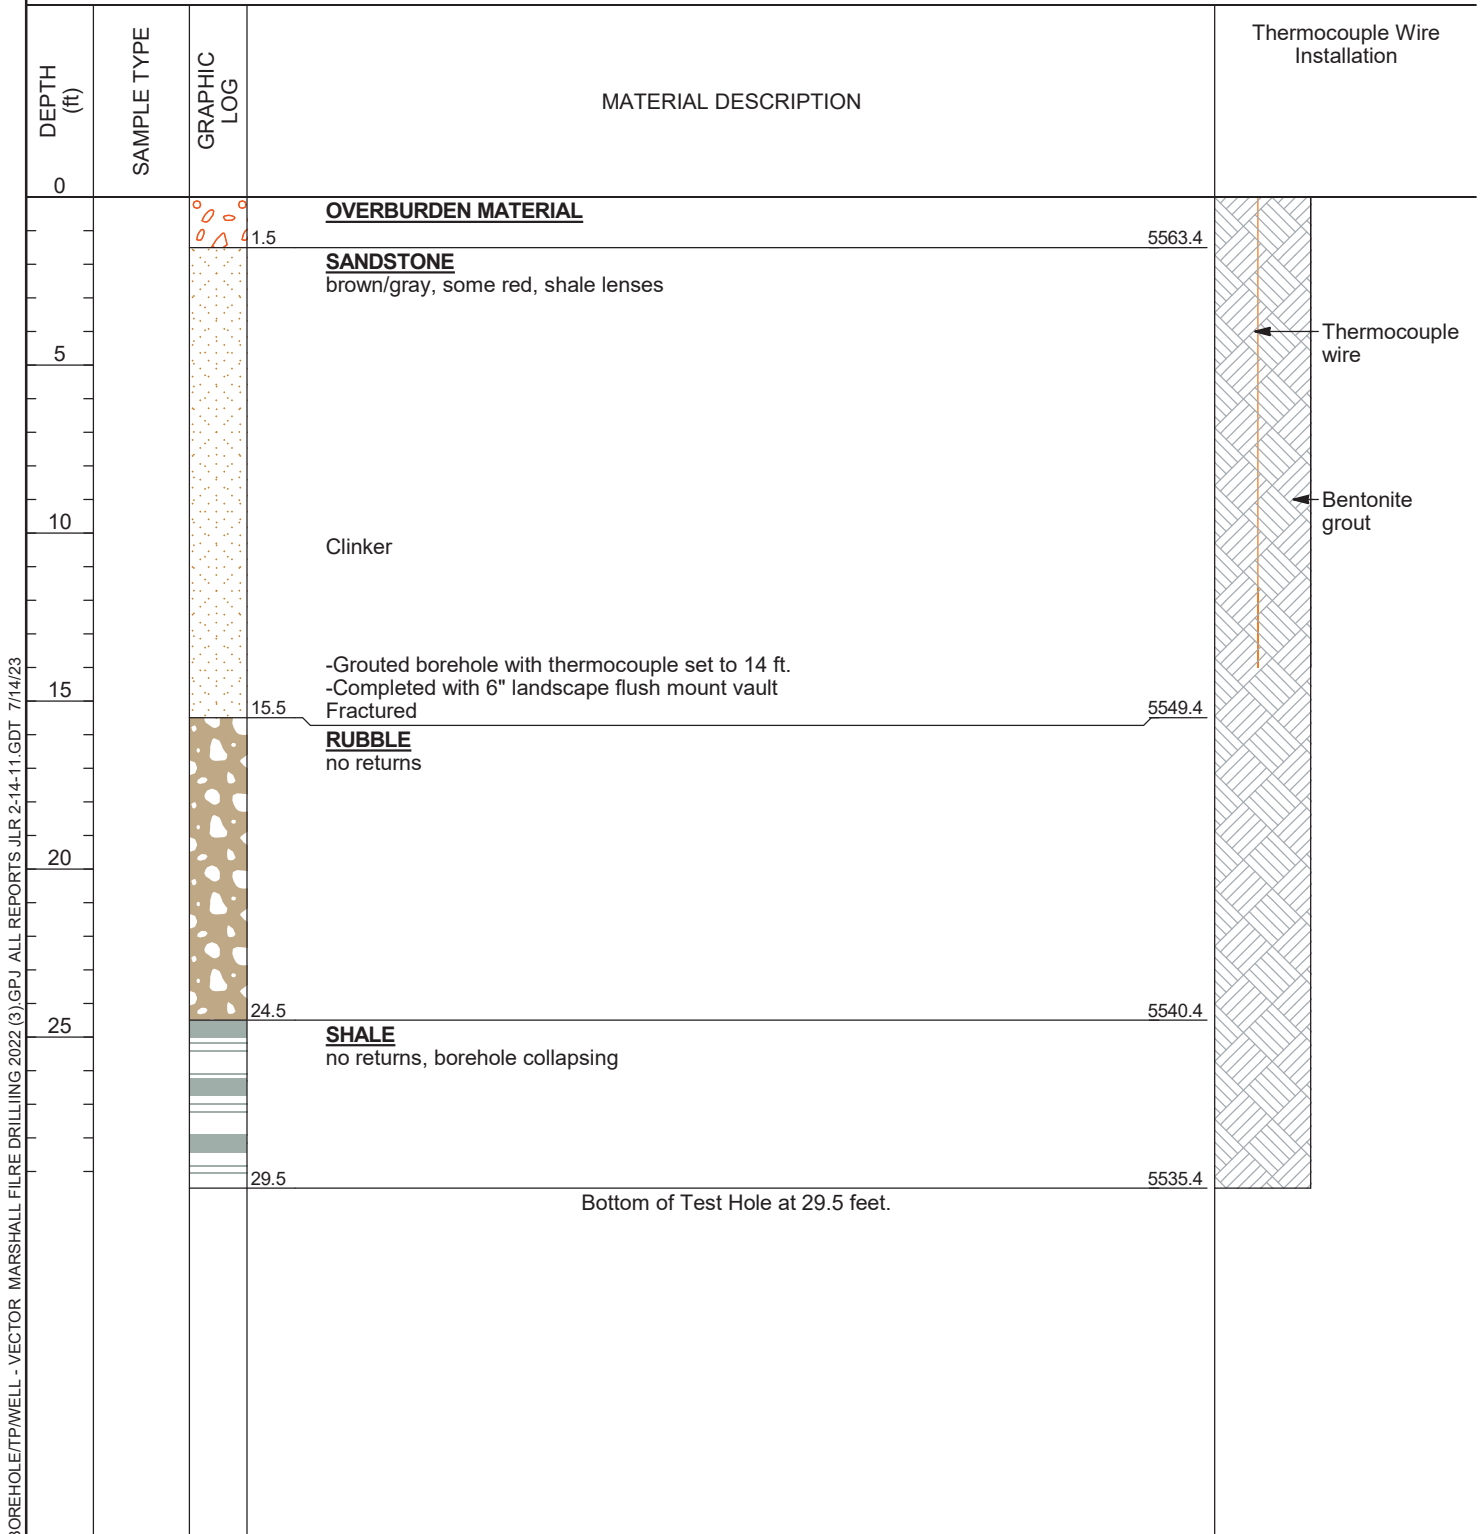 DEPTH
(ft)
SAMPLE TYPE
GRAPHIC
LOG
MATERIAL DESCRIPTION
Thermocouple Wire
Installation
0
OVERBURDEN MATERIAL
1.5 5563.4
SANDSTONE
brown/gray, some red, shale lenses
Thermocouple
wire
5
Bentonite
grout
10
Clinker
-Grouted borehole with thermocouple set to 14 ft.
-Completed with 6" landscape flush mount vault
15
15.5 Fractured 5549.4
RUBBLE
no returns
20
24.5 5540.4
25
SHALE
no returns, borehole collapsing
29.5 5535.4
Bottom of Test Hole at 29.5 feet.
BOREHOLE/TP/WELL - VECTOR MARSHALL FILRE DRILLIING 2022 (3).GPJ ALL REPORTS JLR 2-14-11.GDT 7/14/23